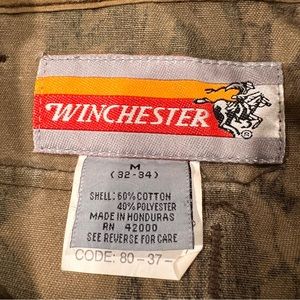 WINCHESTER
®
M
(32-34)
SHELL: 60% COTTON
40% POLYESTER
MADE IN HONDURAS
RN 42000
SEE REVERSE FOR CARE
CODE: 80-37-